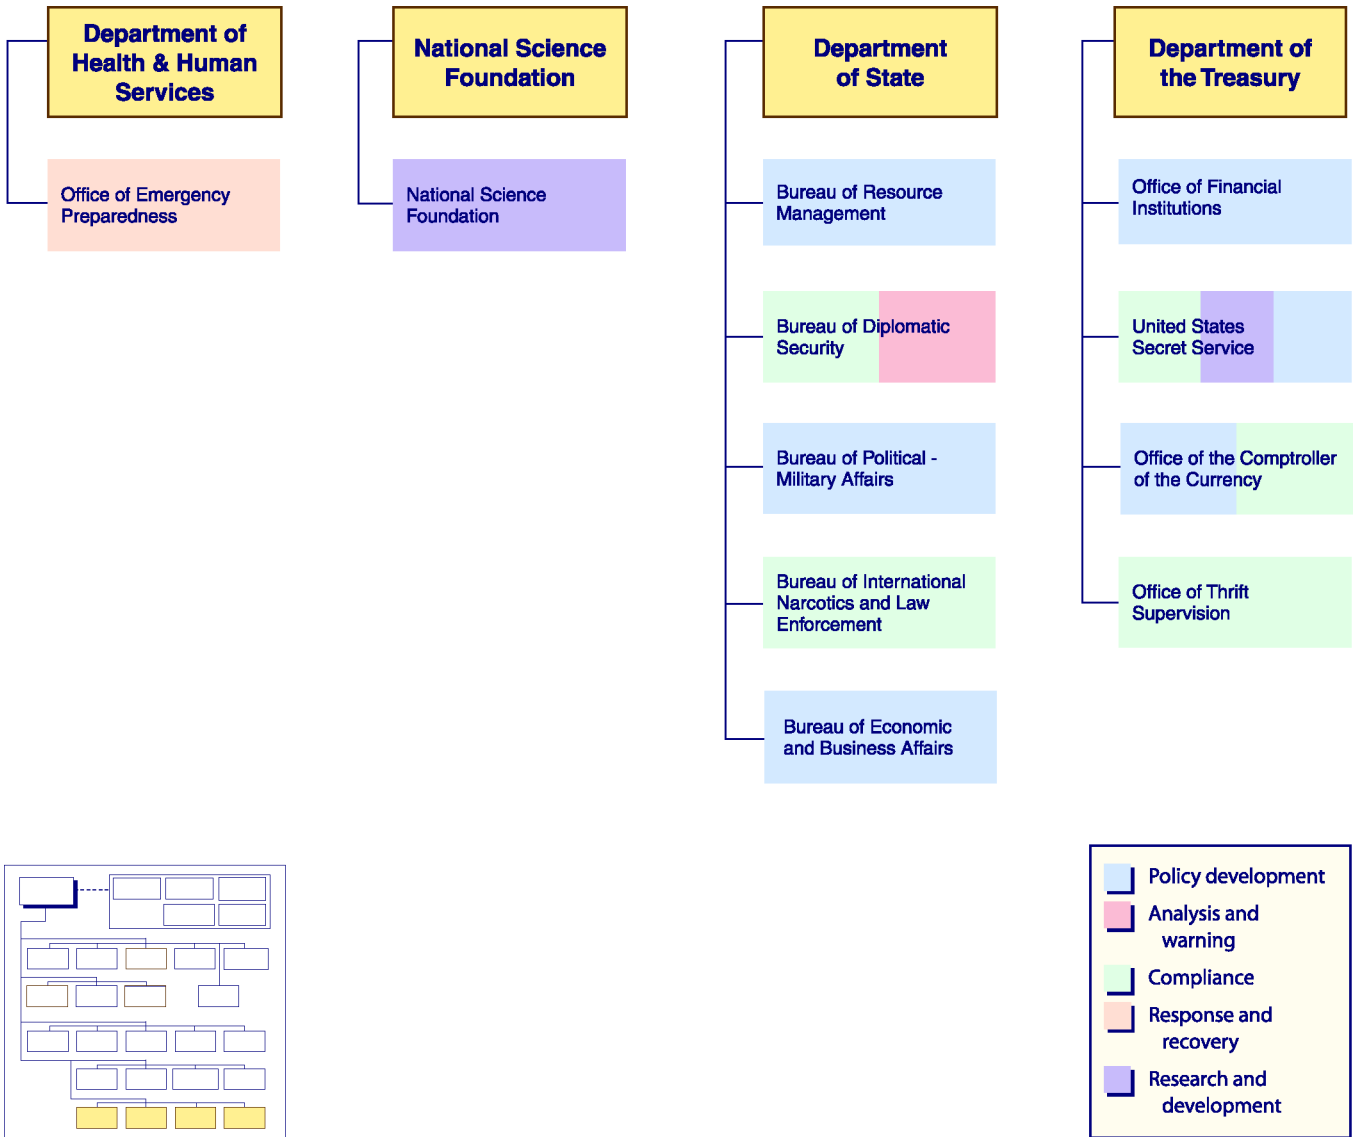 Department of
Health & Human
Services
Office of Emergency
Preparedness
National Science
Foundation
National Science
Foundation
Department
of State
Bureau of Resource
Management
Bureau of Diplomatic
Security
Bureau of Political -
Military Affairs
Bureau of International
Narcotics and Law
Enforcement
Bureau of Economic
and Business Affairs
Department of
the Treasury
Office of Financial
Institutions
United States
Secret Service
Office of the Comptroller
of the Currency
Office of Thrift
Supervision
Policy development
Analysis and
warning
Compliance
Response and
recovery
Research and
development